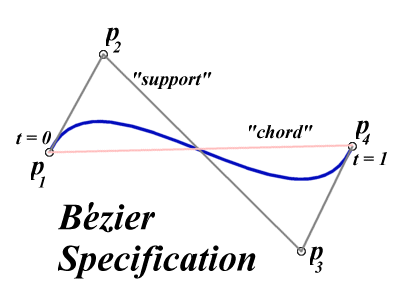 p2
"support"
"chord"
p4
t = 0
t = 1
p1
Bézier
Specification
p3